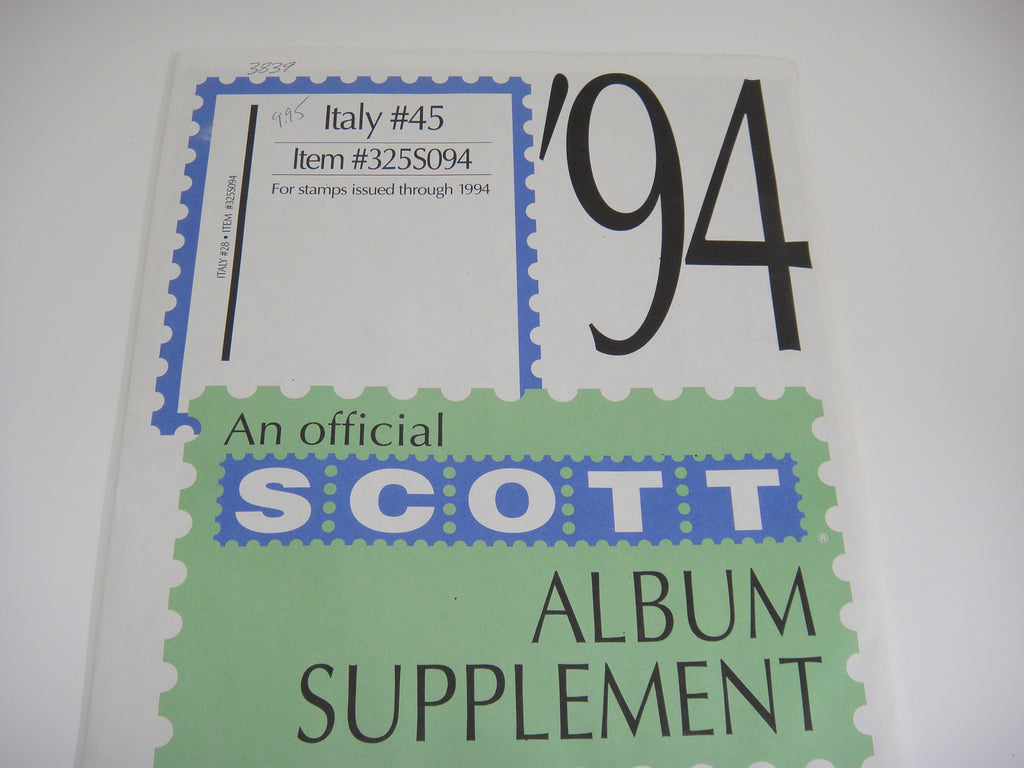 3839
9.95
Italy #45
Item #325S094
For stamps issued through 1994
ITALY #28 • ITEM #325S094
'94
An official
SCOTT
®
ALBUM
SUPPLEMENT